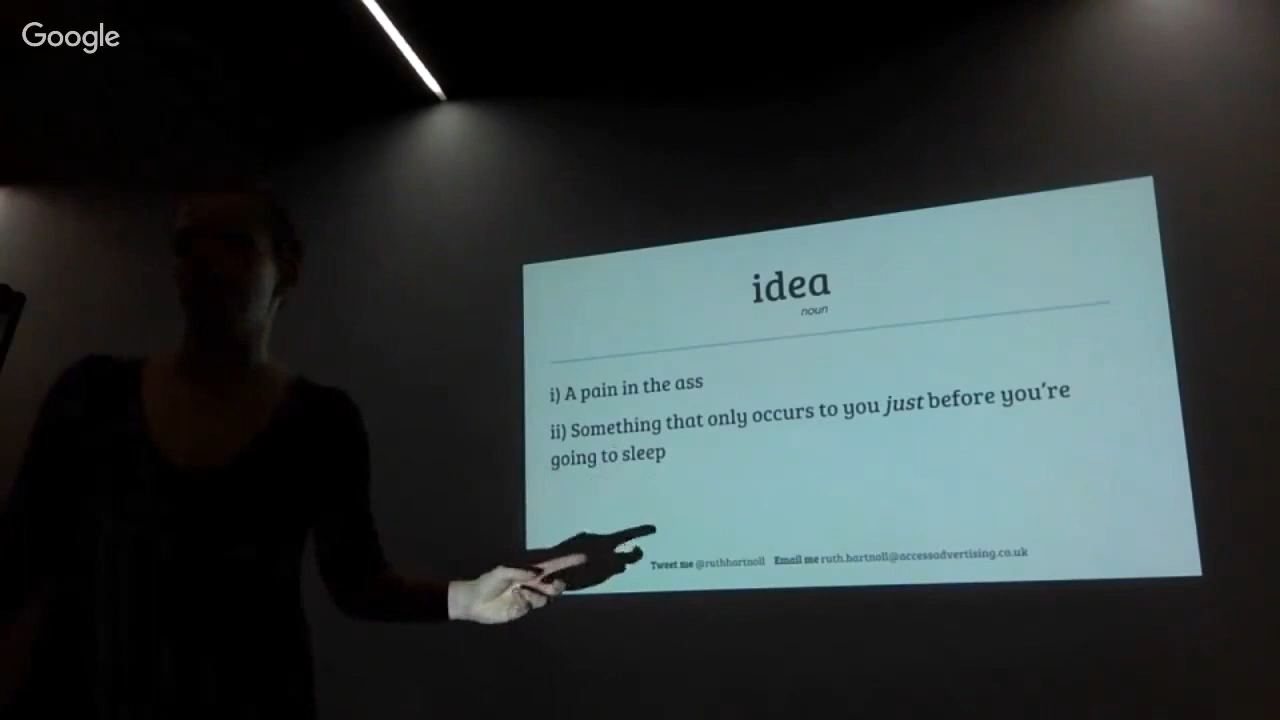 Google
idea
noun
i) A pain in the ass
ii) Something that only occurs to you just before you're
going to sleep
Tweet me @ruthhartnoll Email me ruth.hartnoll@accessadvertising.co.uk